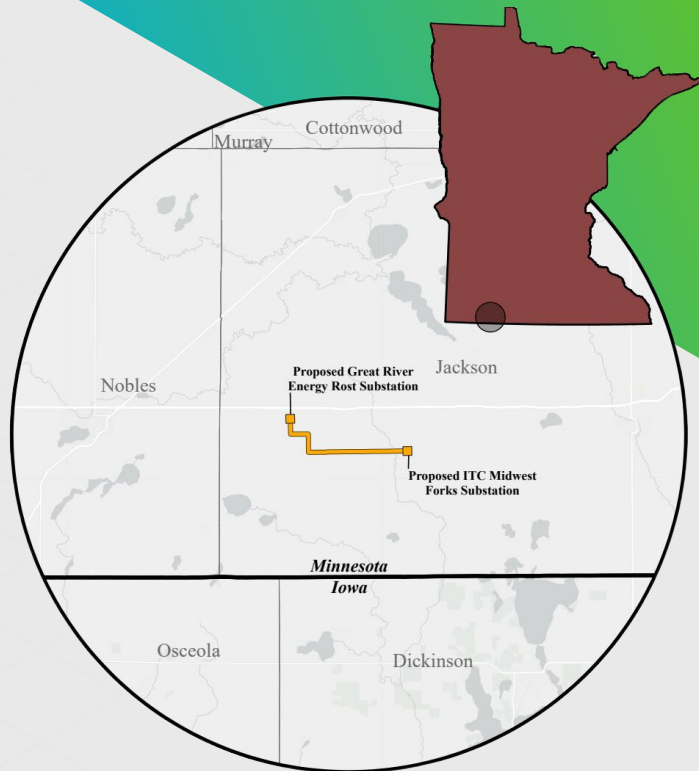 Cottonwood
Murray
Proposed Great River
Energy Rost Substation
Jackson
Nobles
Proposed ITC Midwest
Forks Substation
Minnesota
Iowa
Osceola
Dickinson